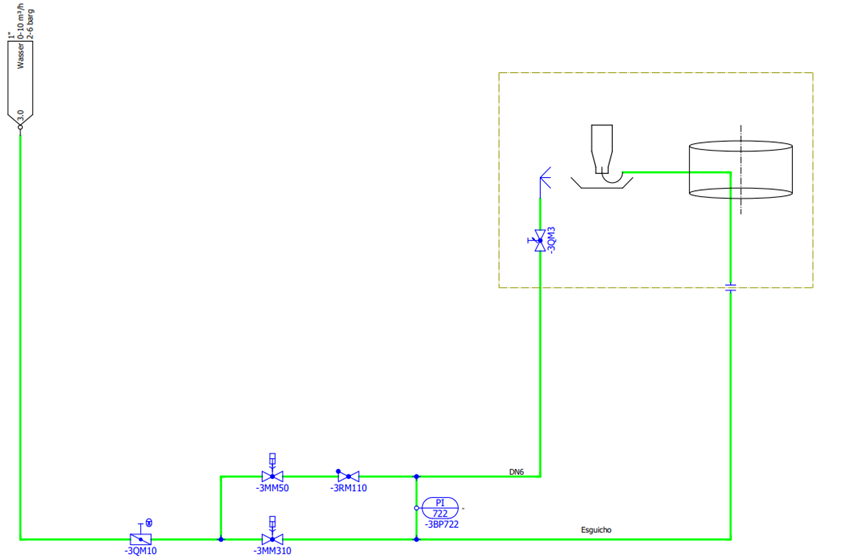 1"
Wasser 0-10 m³/h
2-6 barg
3.0
-3QM3
DN6
-3MM50
-3RM110
PI
722
-3BP722
Esguicho
-3QM10
-3MM310